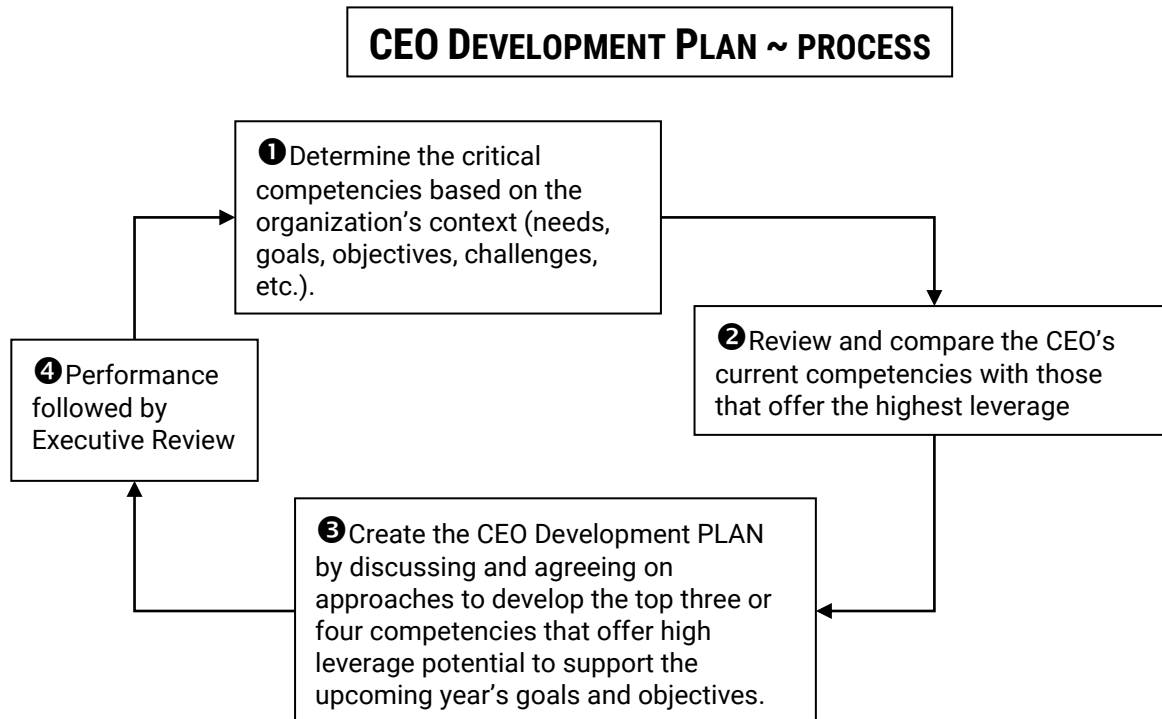 CEO DEVELOPMENT PLAN ~ PROCESS
❶Determine the critical
competencies based on the
organization’s context (needs,
goals, objectives, challenges,
etc.).
❷Review and compare the CEO’s
current competencies with those
that offer the highest leverage
❸Create the CEO Development PLAN
by discussing and agreeing on
approaches to develop the top three or
four competencies that offer high
leverage potential to support the
upcoming year’s goals and objectives.
❹Performance
followed by
Executive Review